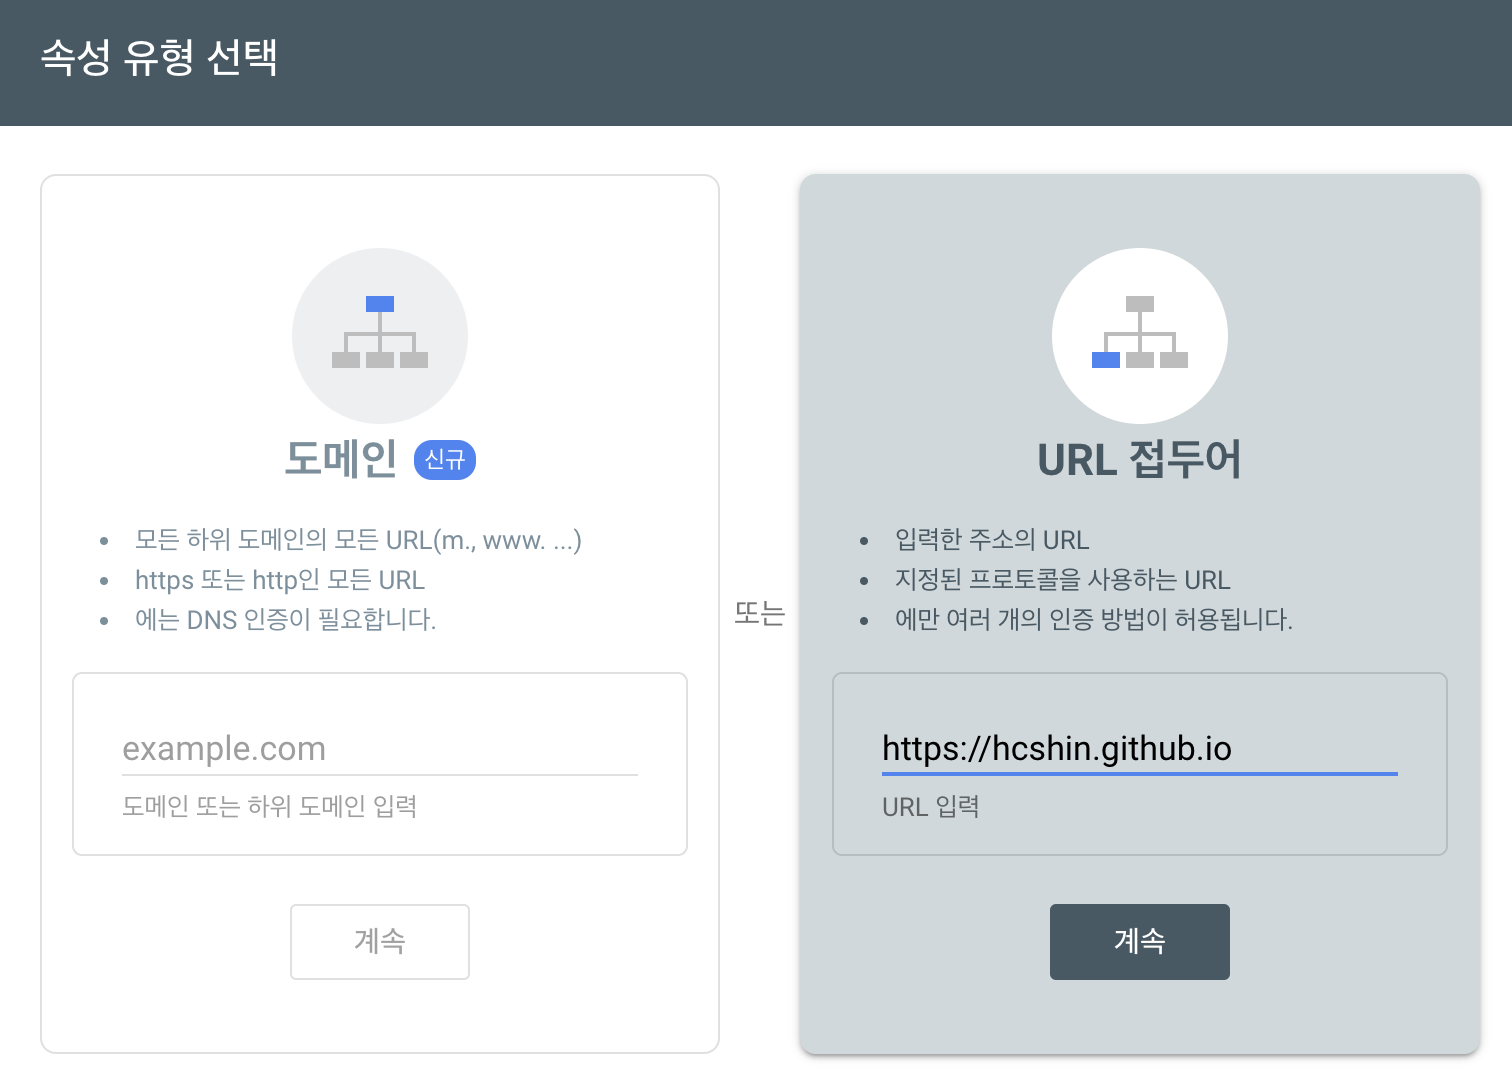 속성 유형 선택
도메인 신규
모든 하위 도메인의 모든 URL(m., www. ...)
https 또는 http인 모든 URL
에는 DNS 인증이 필요합니다.
example.com
도메인 또는 하위 도메인 입력
계속
또는
URL 접두어
입력한 주소의 URL
지정된 프로토콜을 사용하는 URL
에만 여러 개의 인증 방법이 허용됩니다.
https://hcshin.github.io
URL 입력
계속